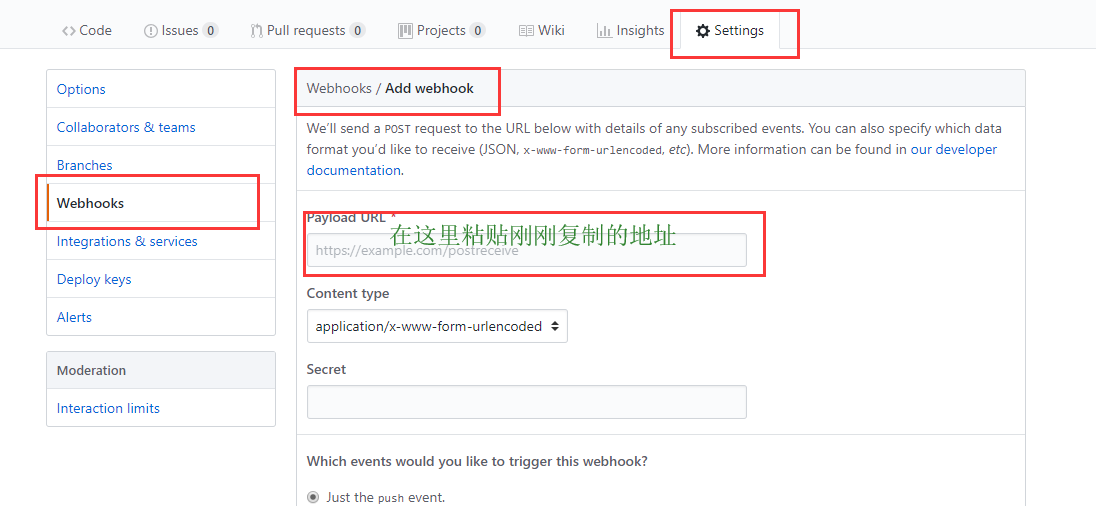 Code Issues 0 Pull requests 0 Projects 0 Wiki Insights Settings
Options
Collaborators & teams
Branches
Webhooks
Integrations & services
Deploy keys
Alerts
Moderation
Interaction limits
Webhooks / Add webhook
We'll send a POST request to the URL below with details of any subscribed events. You can also specify which data
format you'd like to receive (JSON, x-www-form-urlencoded, etc). More information can be found in our developer
documentation.
Payload URL *
在这里粘贴刚刚复制的地址
https://example.com/postreceive
Content type
application/x-www-form-urlencoded
Secret
Which events would you like to trigger this webhook?
Just the push event.